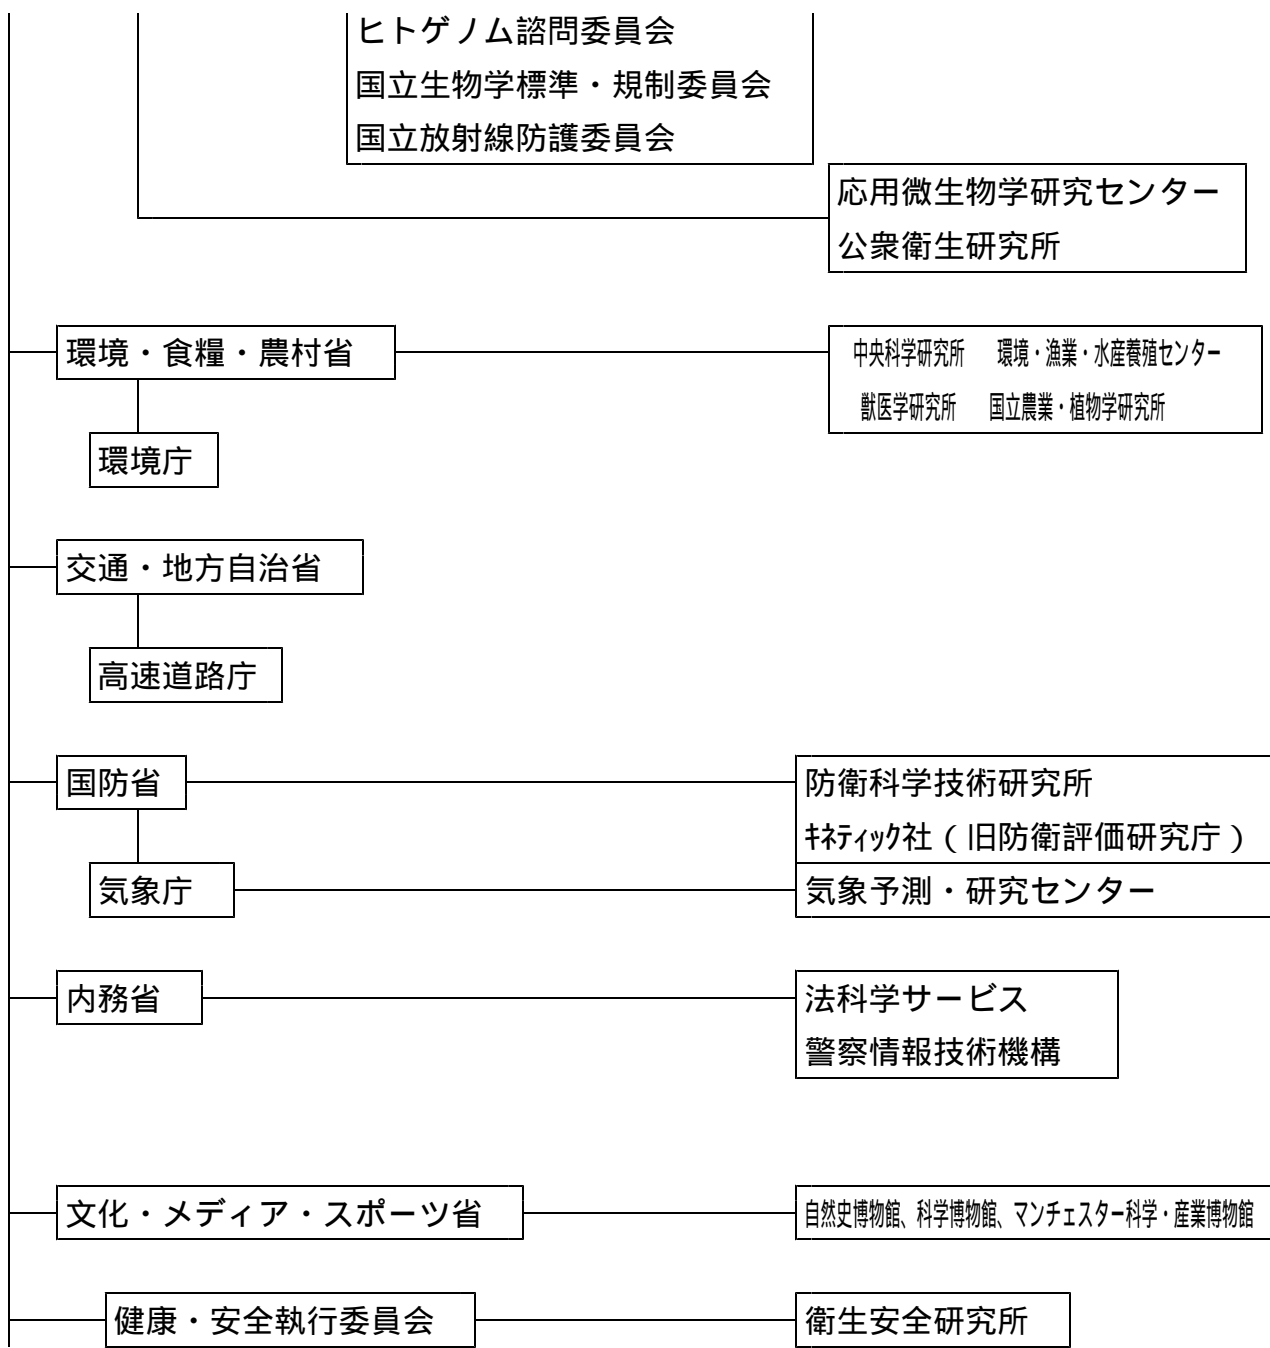 ヒトゲノム諮問委員会
国立生物学標準・規制委員会
国立放射線防護委員会
応用微生物学研究センター
公衆衛生研究所
環境・食糧・農村省
中央科学研究所 環境・漁業・水産養殖センター
獣医学研究所 国立農業・植物学研究所
環境庁
交通・地方自治省
高速道路庁
国防省
防衛科学技術研究所
ｷﾈﾃｨｯｸ社（旧防衛評価研究庁）
気象庁
気象予測・研究センター
内務省
法科学サービス
警察情報技術機構
文化・メディア・スポーツ省
自然史博物館、科学博物館、マンチェスター科学・産業博物館
健康・安全執行委員会
衛生安全研究所